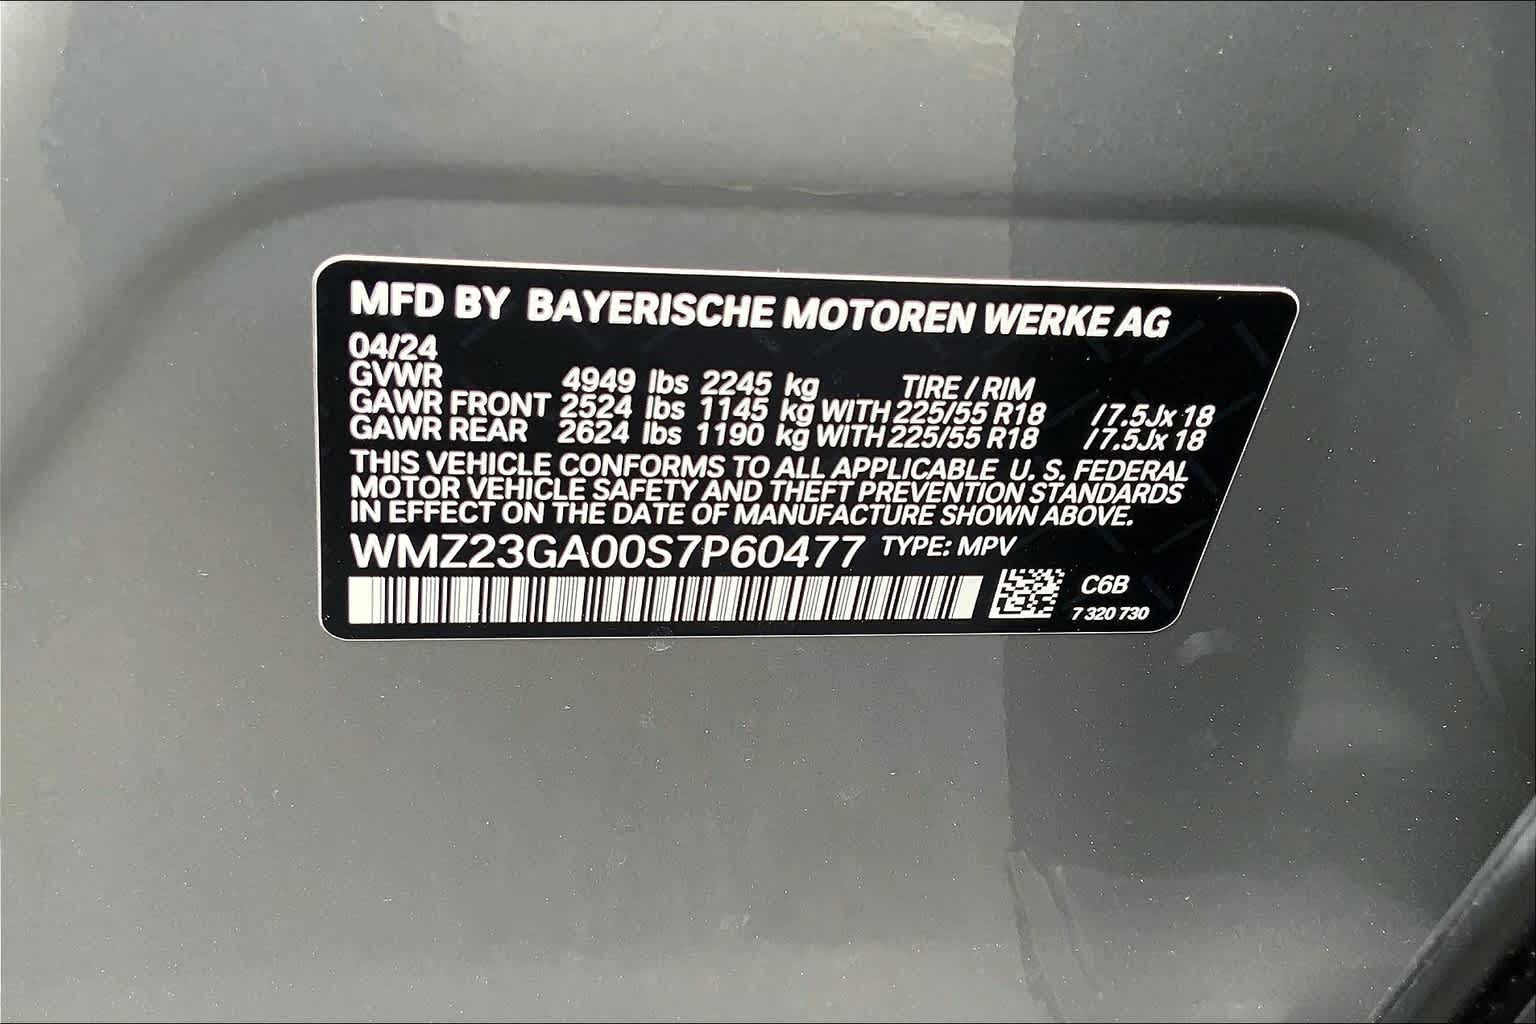 MFD BY BAYERISCHE MOTOREN WERKE AG
04/24
GVWR 4949 lbs 2245 kg TIRE / RIM
GAWR FRONT 2524 lbs 1145 kg WITH 225/55 R18 / 7.5Jx 18
GAWR REAR 2624 lbs 1190 kg WITH 225/55 R18 / 7.5Jx 18
THIS VEHICLE CONFORMS TO ALL APPLICABLE U. S. FEDERAL
MOTOR VEHICLE SAFETY AND THEFT PREVENTION STANDARDS
IN EFFECT ON THE DATE OF MANUFACTURE SHOWN ABOVE.
WMZ23GA00S7P60477 TYPE: MPV
C6B
7 320 730